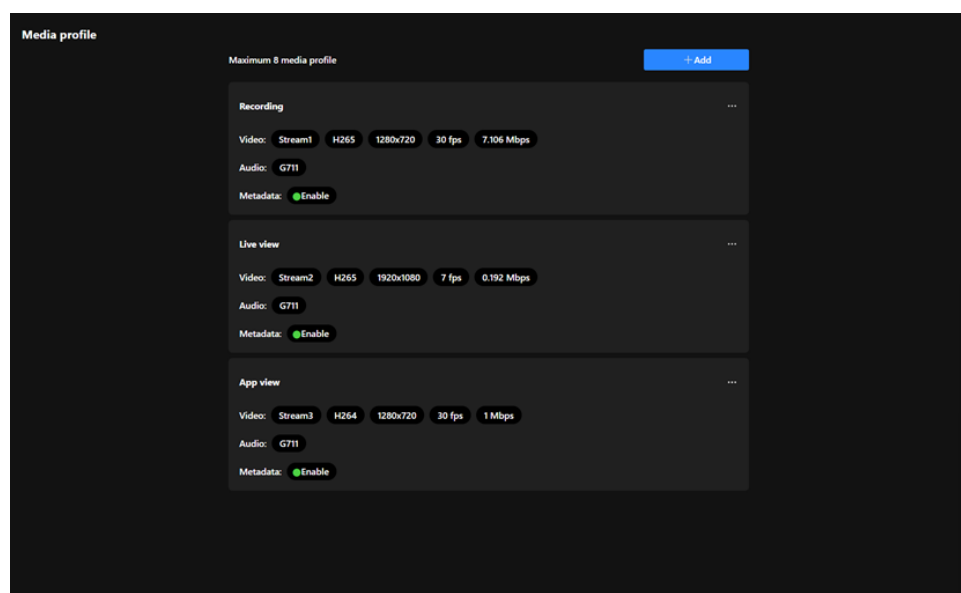 Media profile
Maximum 8 media profile + Add
Recording ...
Video: Stream1 H265 1280x720 30 fps 7.106 Mbps
Audio: G711
Metadata: Enable
Live view ...
Video: Stream2 H265 1920x1080 7 fps 0.192 Mbps
Audio: G711
Metadata: Enable
App view ...
Video: Stream3 H264 1280x720 30 fps 1 Mbps
Audio: G711
Metadata: Enable